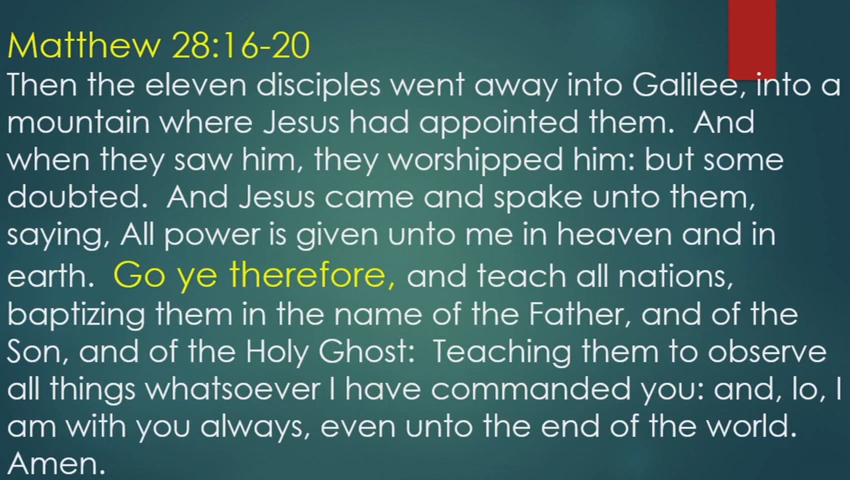 Matthew 28:16-20
Then the eleven disciples went away into Galilee, into a
mountain where Jesus had appointed them.  And
when they saw him, they worshipped him: but some
doubted.  And Jesus came and spake unto them,
saying, All power is given unto me in heaven and in
earth.  Go ye therefore, and teach all nations,
baptizing them in the name of the Father, and of the
Son, and of the Holy Ghost:  Teaching them to observe
all things whatsoever I have commanded you: and, lo, I
am with you always, even unto the end of the world.
Amen.